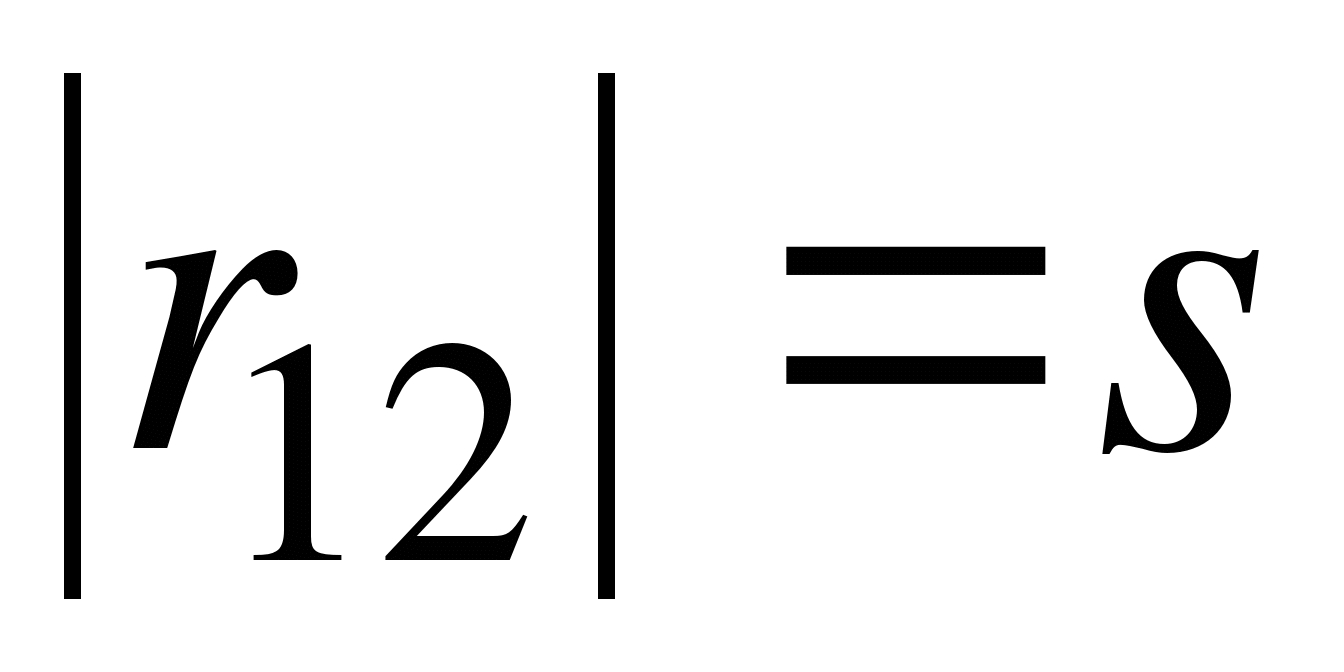 |r₁₂| = s